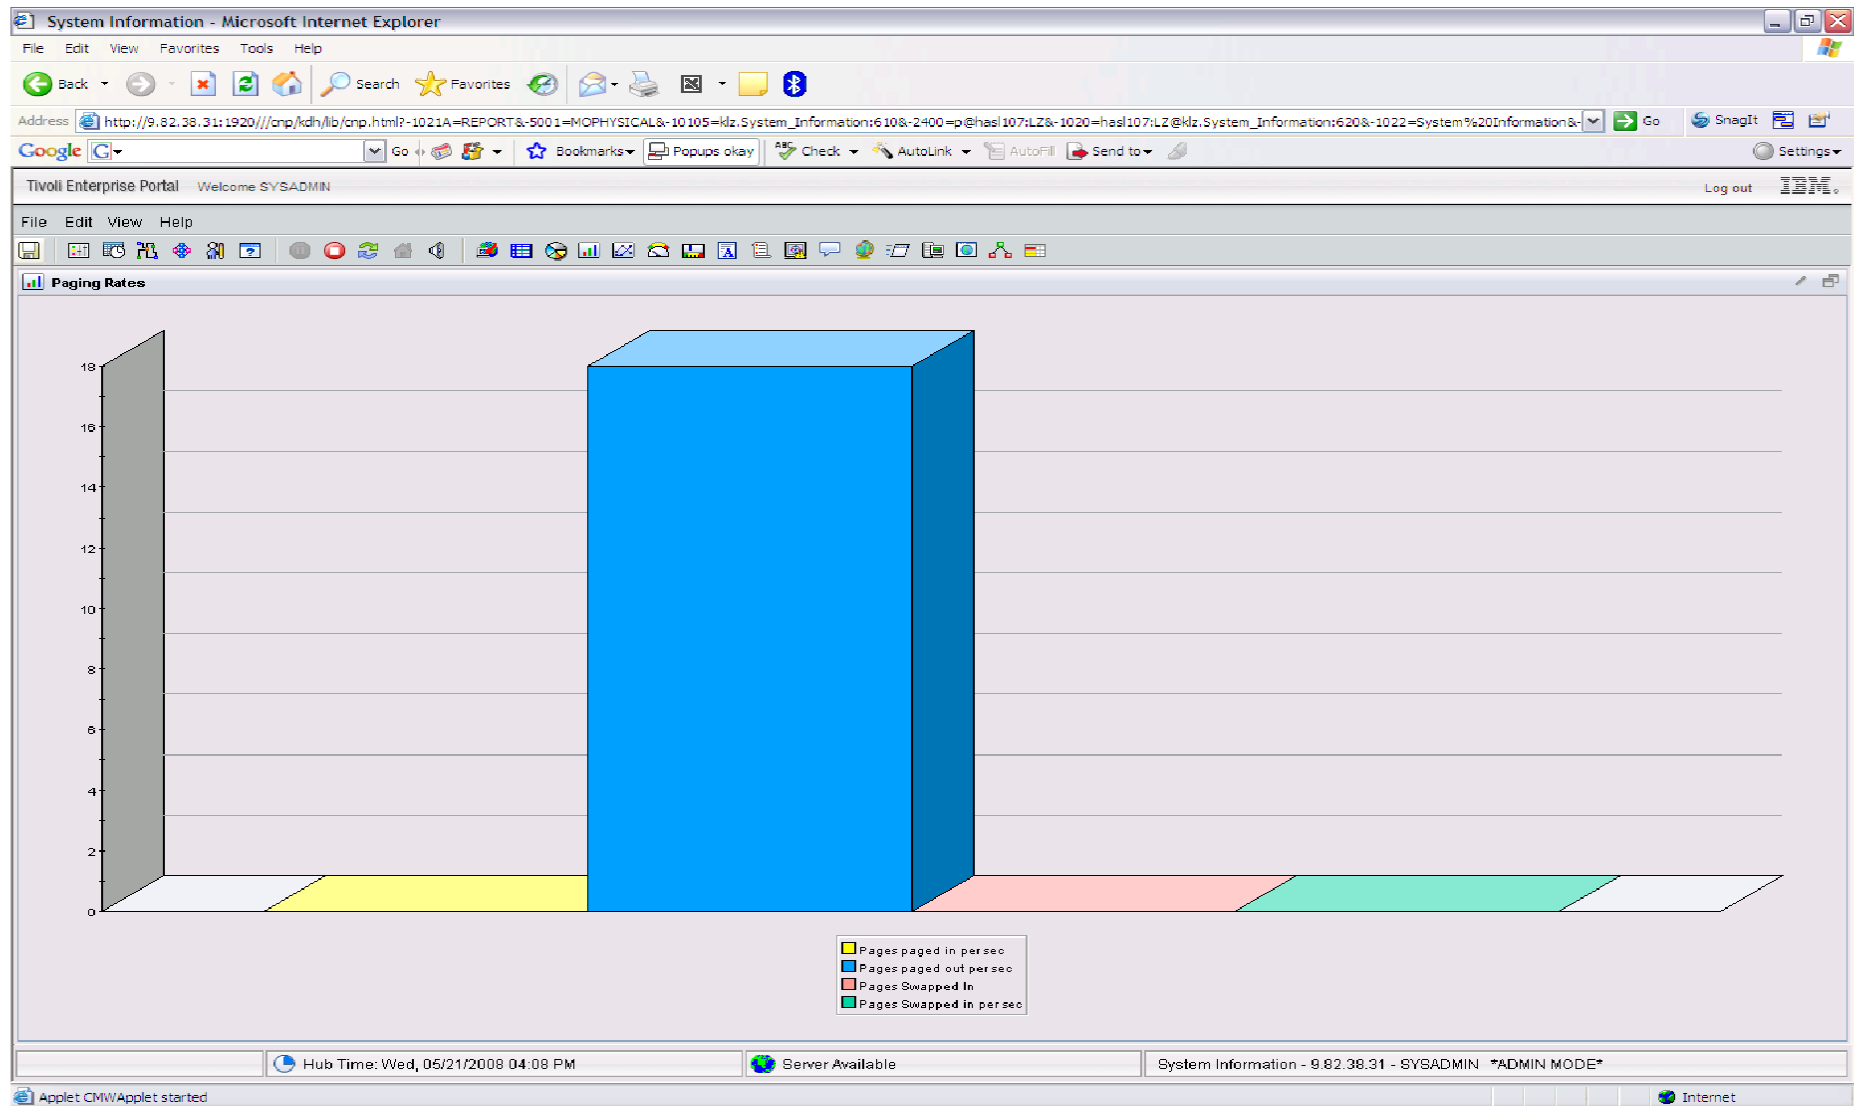 System Information - Microsoft Internet Explorer
File Edit View Favorites Tools Help
Back Search Favorites
Address http://9.82.38.31:1920///cnp/kdh/lib/cnp.html?-1021A=REPORT&-5001=MOPHYSICAL&-10105=klz.System_Information:610&-2400=p@hasl107:LZ&-1020=hasl107:LZ@klz.System_Information:620&-1022=System%20Information&- Go SnagIt
Google G Go Bookmarks Popups okay ABC Check AutoLink AutoFill Send to Settings
Tivoli Enterprise Portal Welcome SYSADMIN Log out IBM
File Edit View Help
Paging Rates
18
16
14
12
10
8
6
4
2
0
Pages paged in per sec
Pages paged out per sec
Pages Swapped In
Pages Swapped in per sec
Hub Time: Wed, 05/21/2008 04:08 PM Server Available System Information - 9.82.38.31 - SYSADMIN *ADMIN MODE*
Applet CMWApplet started Internet